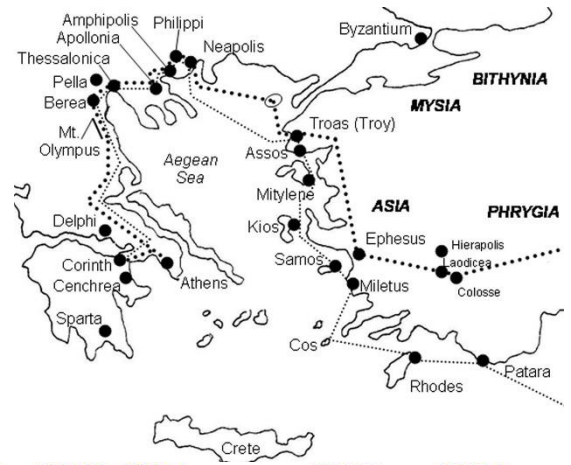 Philippi
Amphipolis
Apollonia
Neapolis
Byzantium
Thessalonica
Pella
BITHYNIA
Berea
MYSIA
Troas (Troy)
Mt.
Olympus
Assos
Aegean
Sea
Mitylene
ASIA
PHRYGIA
Delphi
Kios
Ephesus
Hierapolis
Laodicea
Corinth
Samos
Colosse
Cenchrea
Athens
Miletus
Sparta
Cos
Patara
Rhodes
Crete